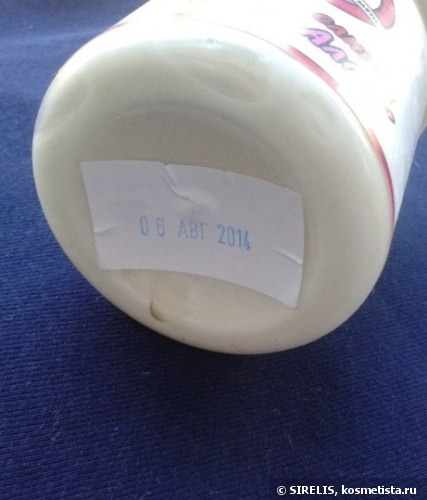 06 АВГ 2014
© SIRELIS, kosmetista.ru